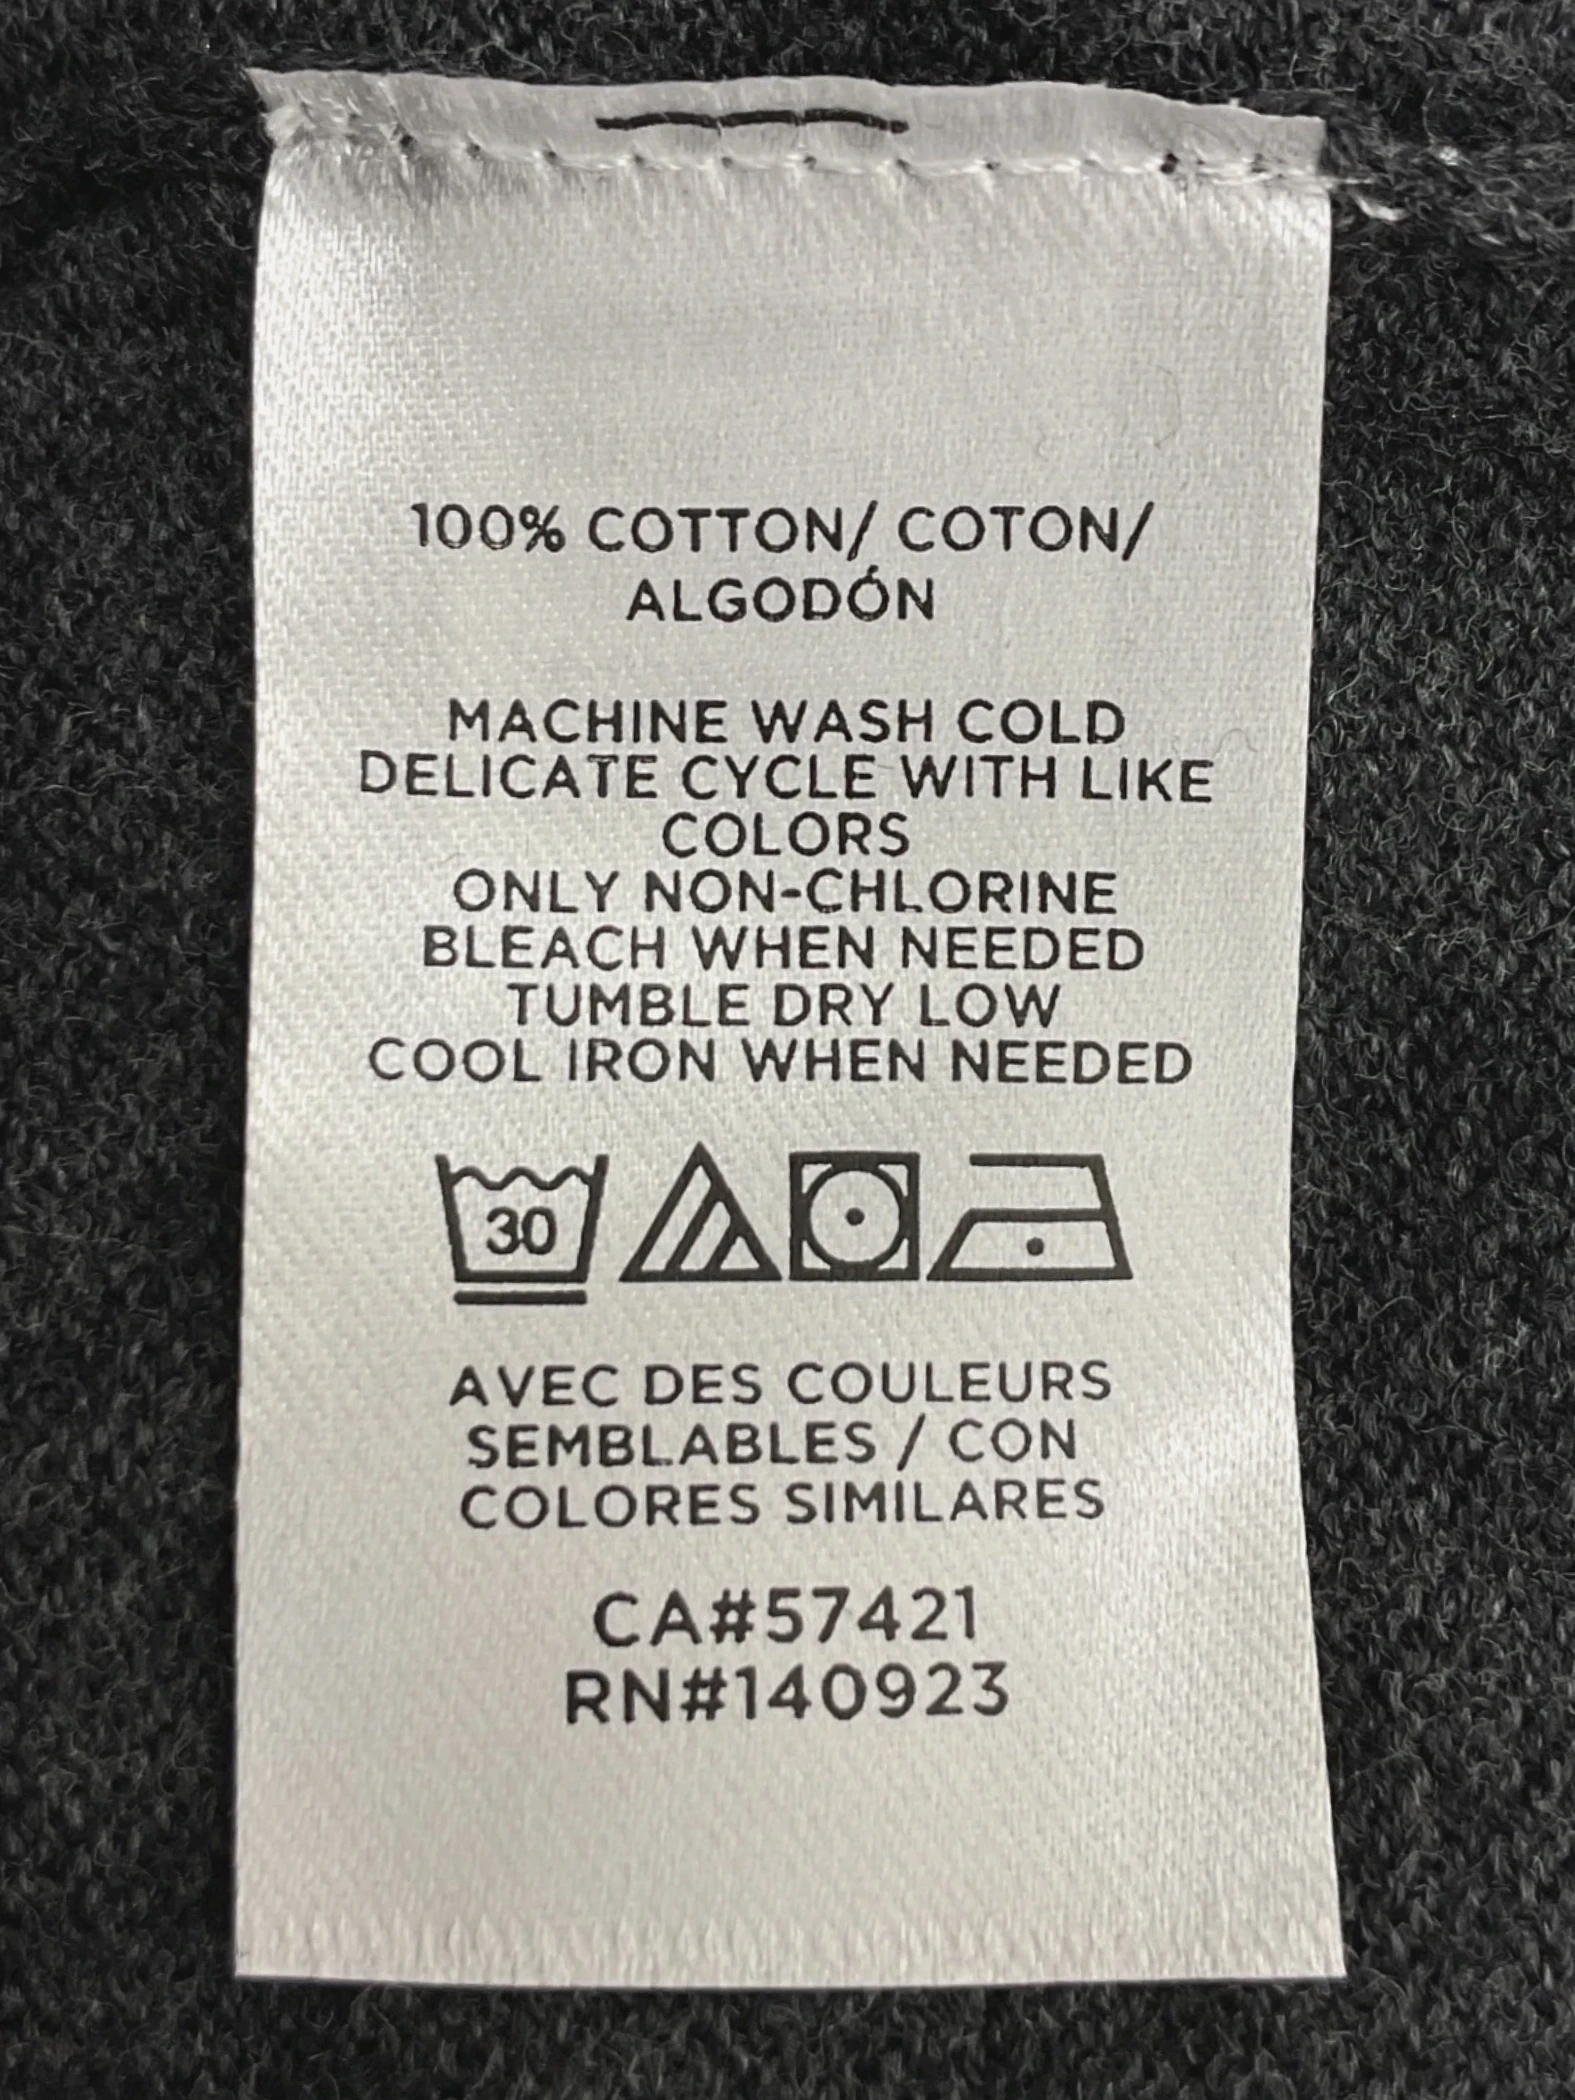 100% COTTON/ COTON/
ALGODÓN
MACHINE WASH COLD
DELICATE CYCLE WITH LIKE
COLORS
ONLY NON-CHLORINE
BLEACH WHEN NEEDED
TUMBLE DRY LOW
COOL IRON WHEN NEEDED
30
AVEC DES COULEURS
SEMBLABLES / CON
COLORES SIMILARES
CA#57421
RN#140923